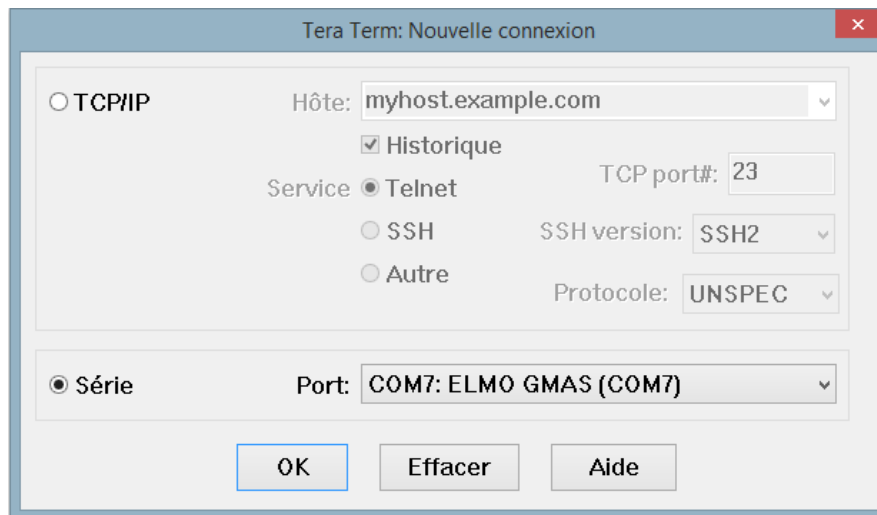 Tera Term: Nouvelle connexion
TCP/IP
Hôte: myhost.example.com
Historique
Service Telnet
TCP port#: 23
SSH
SSH version: SSH2
Autre
Protocole: UNSPEC
Série
Port: COM7: ELMO GMAS (COM7)
OK Effacer Aide